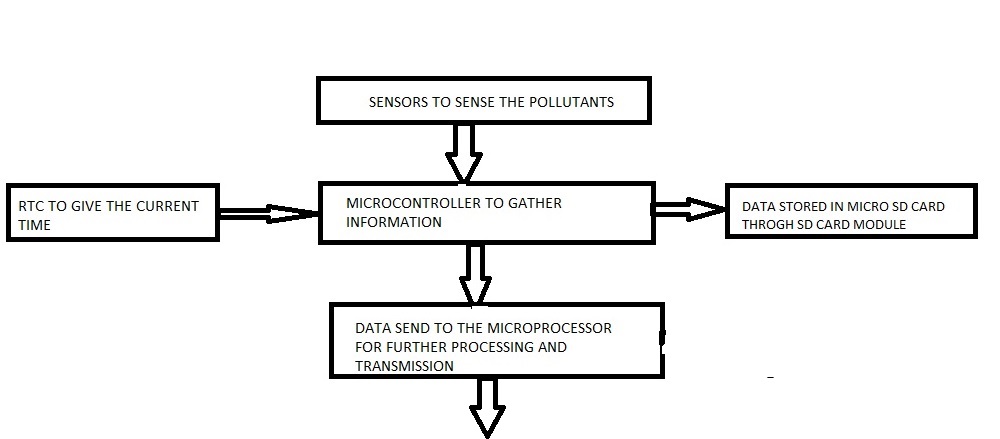 SENSORS TO SENSE THE POLLUTANTS
RTC TO GIVE THE CURRENT
TIME
MICROCONTROLLER TO GATHER
INFORMATION
DATA STORED IN MICRO SD CARD
THROGH SD CARD MODULE
DATA SEND TO THE MICROPROCESSOR
FOR FURTHER PROCESSING AND
TRANSMISSION